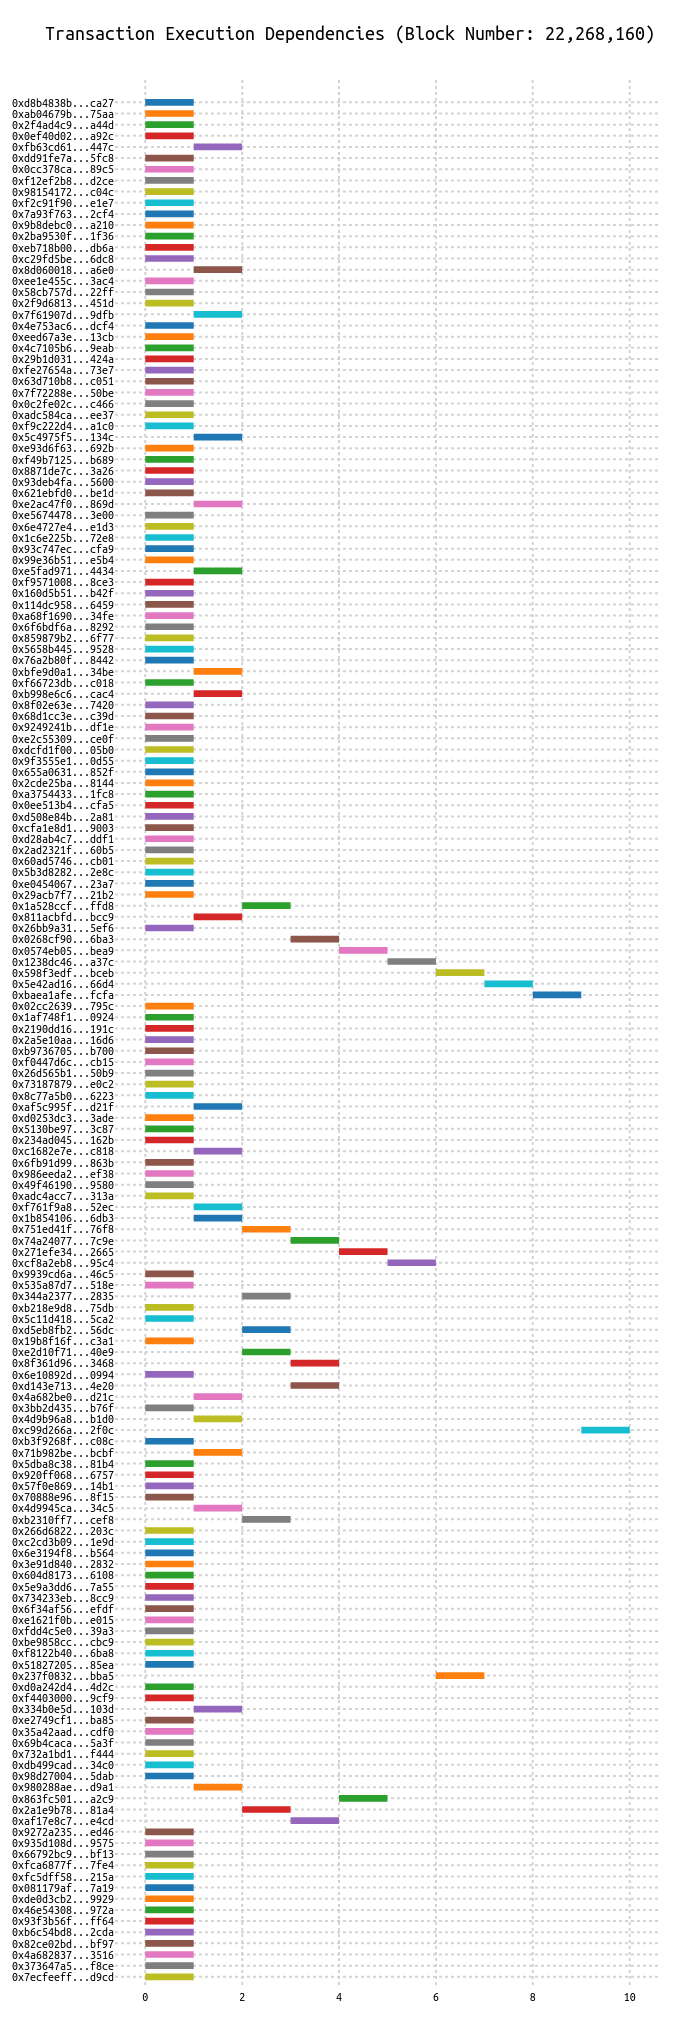 Transaction Execution Dependencies (Block Number: 22,268,160)
0xd8b4838b...ca27
0xab04679b...75aa
0x2f4ad4c9...a44d
0x0ef40d02...a92c
0xfb63cd61...447c
0xdd91fe7a...5fc8
0x0cc378ca...89c5
0xf12ef2b8...d2ce
0x98154172...c04c
0xf2c91f90...e1e7
0x7a93f763...2cf4
0x9b8debc0...a210
0x2ba9530f...1f36
0xeb718b00...db6a
0xc29fd5be...6dc8
0x8d060018...a6e0
0xee1e455c...3ac4
0x58cb757d...22ff
0x2f9d6813...451d
0x7f61907d...9dfb
0x4e753ac6...dcf4
0xeed67a3e...13cb
0x4c7105b6...9eab
0x29b1d031...424a
0xfe27654a...73e7
0x63d710b8...c051
0x7f72288e...50be
0x0c2fe02c...c466
0xadc584ca...ee37
0xf9c222d4...a1c0
0x5c4975f5...134c
0xe93d6f63...692b
0xf49b7125...b689
0x8871de7c...3a26
0x93deb4fa...5600
0x621ebfd0...be1d
0xe2ac47f0...869d
0xe5674478...3e00
0x6e4727e4...e1d3
0x1c6e225b...72e8
0x93c747ec...cfa9
0x99e36b51...e5b4
0xe5fad971...4434
0xf9571008...8ce3
0x160d5b51...b42f
0x114dc958...6459
0xa68f1690...34fe
0x6f6bdf6a...8292
0x859879b2...6f77
0x5658b445...9528
0x76a2b80f...8442
0xbfe9d0a1...34be
0xf66723db...c018
0xb998e6c6...cac4
0x8f02e63e...7420
0x68d1cc3e...c39d
0x9249241b...df1e
0xe2c55309...ce0f
0xdcfd1f00...05b0
0x9f3555e1...0d55
0x655a0631...852f
0x2cde25ba...8144
0xa3754433...1fc8
0x0ee513b4...cfa5
0xd508e84b...2a81
0xcfa1e8d1...9003
0xd28ab4c7...ddf1
0x2ad2321f...60b5
0x60ad5746...cb01
0x5b3d8282...2e8c
0xe0454067...23a7
0x29acb7f7...21b2
0x1a528ccf...ffd8
0x811acbfd...bcc9
0x26bb9a31...5ef6
0x0268cf90...6ba3
0x0574eb05...bea9
0x1238dc46...a37c
0x598f3edf...bceb
0x5e42ad16...66d4
0xbaea1afe...fcfa
0x02cc2639...795c
0x1af748f1...0924
0x2190dd16...191c
0x2a5e10aa...16d6
0xb9736705...b700
0xf0447d6c...cb15
0x26d565b1...50b9
0x73187879...e0c2
0x8c77a5b0...6223
0xaf5c995f...d21f
0xd0253dc3...3ade
0x5130be97...3c87
0x234ad045...162b
0xc1682e7e...c818
0x6fb91d99...863b
0x986eeda2...ef38
0x49f46190...9580
0xadc4acc7...313a
0xf761f9a8...52ec
0x1b854106...6db3
0x751ed41f...76f8
0x74a24077...7c9e
0x271efe34...2665
0xcf8a2eb8...95c4
0x9939cd6a...46c5
0x535a87d7...518e
0x344a2377...2835
0xb218e9d8...75db
0x5c11d418...5ca2
0xd5eb8fb2...56dc
0x19b8f16f...c3a1
0xe2d10f71...40e9
0x8f361d96...3468
0x6e10892d...0994
0xd143e713...4e20
0x4a682be0...d21c
0x3bb2d435...b76f
0x4d9b96a8...b1d0
0xc99d266a...2f0c
0xb3f9268f...c08c
0x71b982be...bcbf
0x5dba8c38...81b4
0x920ff068...6757
0x57f0e869...14b1
0x70888e96...8f15
0x4d9945ca...34c5
0xb2310ff7...cef8
0x266d6822...203c
0xc2cd3b09...1e9d
0x6e3194f8...b564
0x3e91d840...2832
0x604d8173...6108
0x5e9a3dd6...7a55
0x734233eb...8cc9
0x6f34af56...efdf
0xe1621f0b...e015
0xfdd4c5e0...39a3
0xbe9858cc...cbc9
0xf8122b40...6ba8
0x51827205...85ea
0x237f0832...bba5
0xd0a242d4...4d2c
0xf4403000...9cf9
0x334b0e5d...103d
0xe2749cf1...ba85
0x35a42aad...cdf0
0x69b4caca...5a3f
0x732a1bd1...f444
0xdb499cad...34c0
0x98d27004...5dab
0x980288ae...d9a1
0x863fc501...a2c9
0x2a1e9b78...81a4
0xaf17e8c7...e4cd
0x9272a235...ed46
0x935d108d...9575
0x66792bc9...bf13
0xfca6877f...7fe4
0xfc5dff58...215a
0x081179af...7a19
0xde0d3cb2...9929
0x46e54308...972a
0x93f3b56f...ff64
0xb6c54bd8...2cda
0x82ce02bd...bf97
0x4a682837...3516
0x373647a5...f8ce
0x7ecfeeff...d9cd
0 2 4 6 8 10